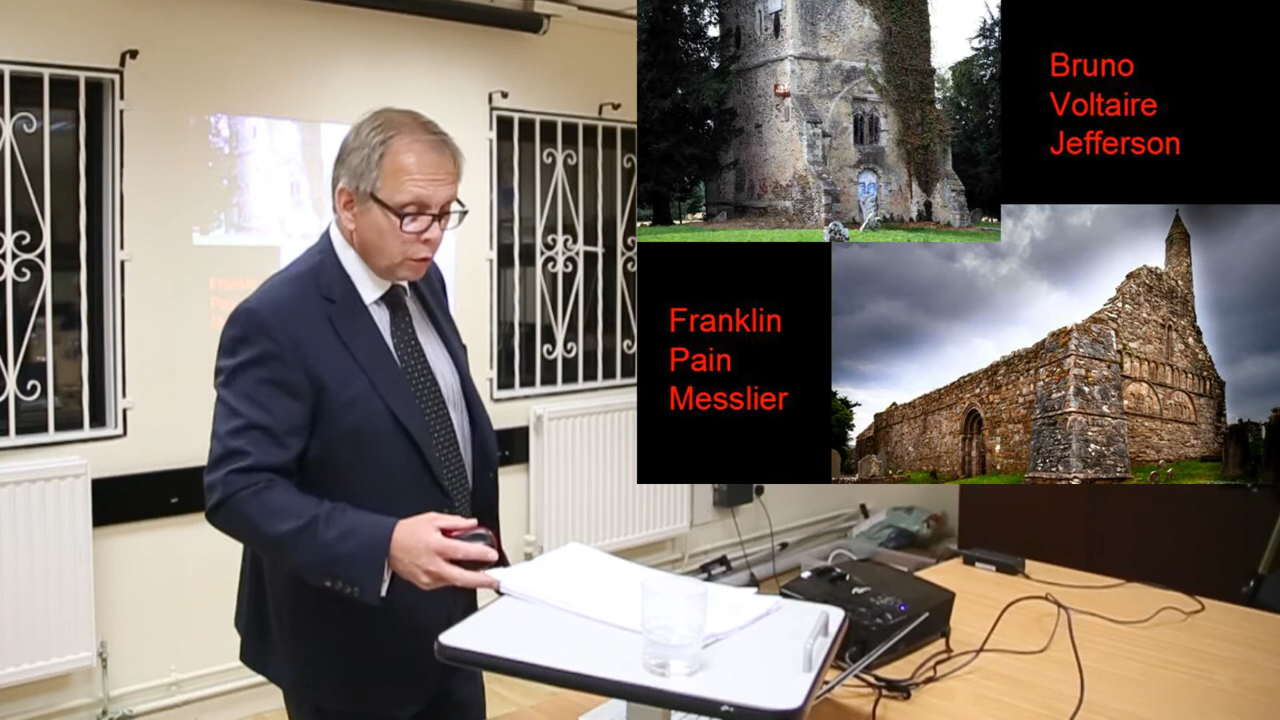 Bruno
Voltaire
Jefferson
Franklin
Pain
Messlier